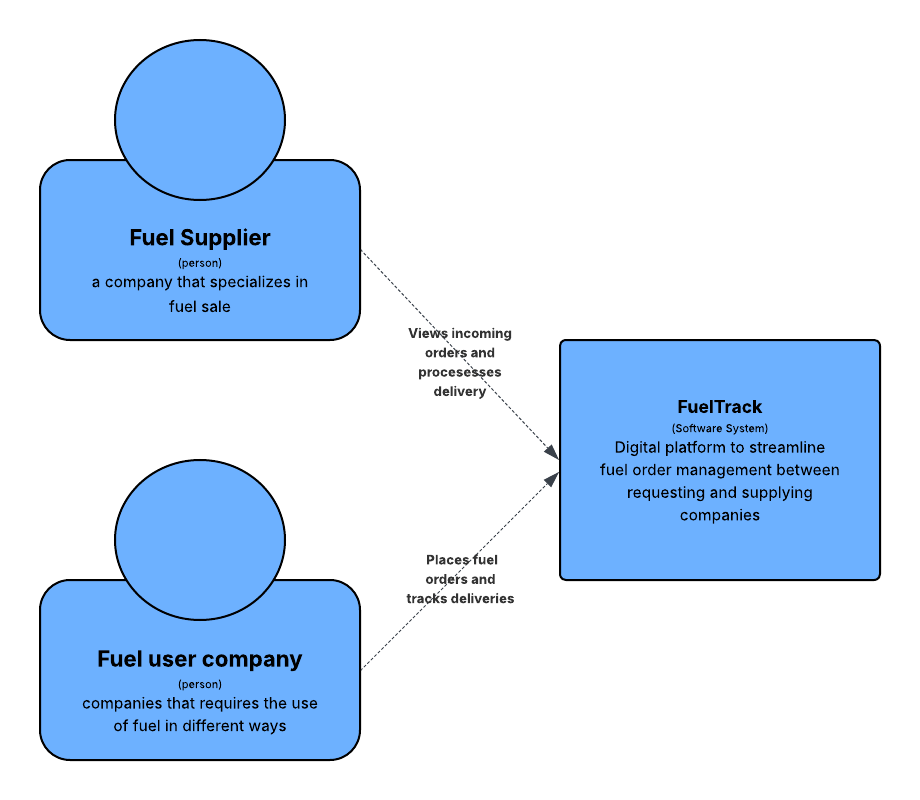 Fuel Supplier
(person)
a company that specializes in
fuel sale
Views incoming
orders and
procesesses
delivery
FuelTrack
(Software System)
Digital platform to streamline
fuel order management between
requesting and supplying
companies
Places fuel
orders and
tracks deliveries
Fuel user company
(person)
companies that requires the use
of fuel in different ways